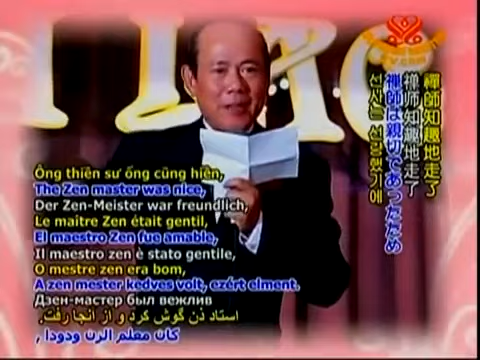 Ông thiền sư ổng cũng hiền,
The Zen master was nice,
Der Zen-Meister war freundlich,
Le maître Zen était gentil,
El maestro Zen fue amable,
Il maestro zen è stato gentile,
O mestre zen era bom,
A zen mester kedves volt, ezért elment.
Дзен-мастер был вежлив
استاد ذن گوش کرد و از آنجا رفت.
كان معلم الزن ودودا ,
禪師知趣地走了
禅师知趣地走了
禪師は親切であったため
선사는 친절했기에